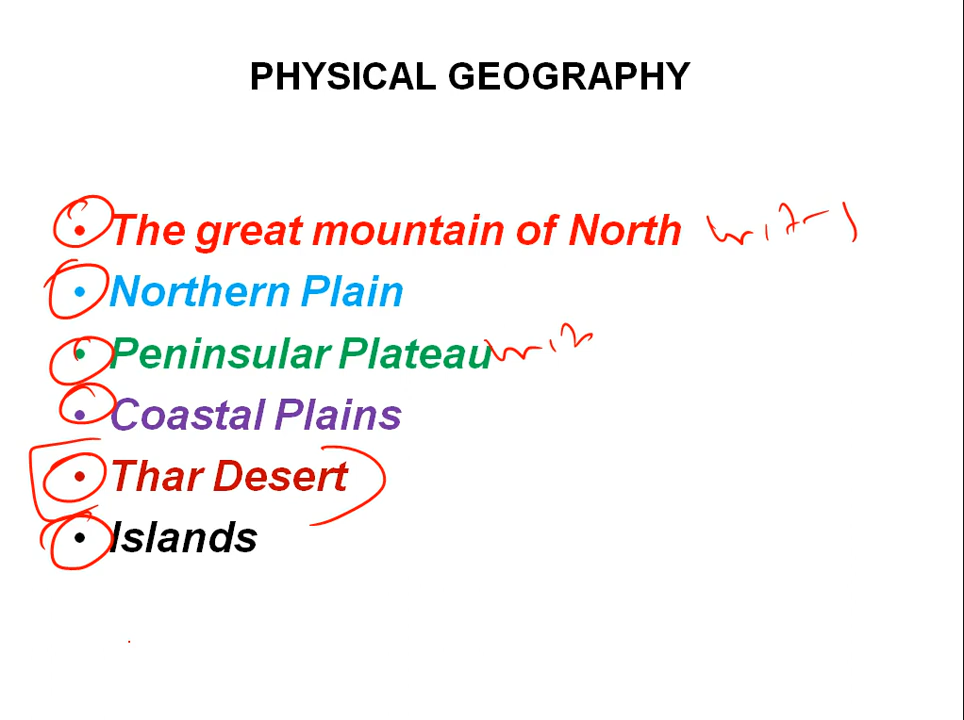 PHYSICAL GEOGRAPHY
• The great mountain of North
• Northern Plain
• Peninsular Plateau
• Coastal Plains
• Thar Desert
• Islands